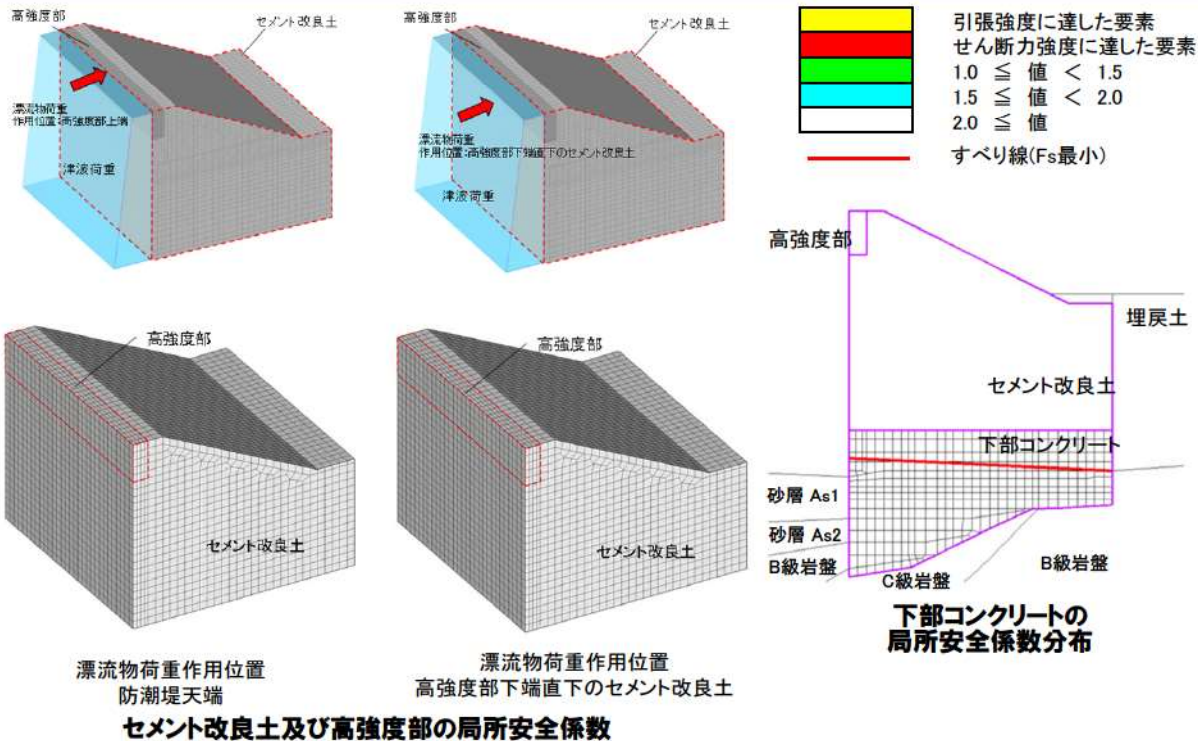 高強度部
セメント改良土
漂流物荷重
作用位置:高強度部上端
津波荷重
高強度部
セメント改良土
漂流物荷重
作用位置:高強度部下端直下のセメント改良土
津波荷重
引張強度に達した要素
せん断力強度に達した要素
1.0 ≦ 値 < 1.5
1.5 ≦ 値 < 2.0
2.0 ≦ 値
すべり線(Fs最小)
高強度部
セメント改良土
漂流物荷重作用位置
防潮堤天端
高強度部
セメント改良土
漂流物荷重作用位置
高強度部下端直下のセメント改良土
セメント改良土及び高強度部の局所安全係数
高強度部
埋戻土
セメント改良土
下部コンクリート
砂層 As1
砂層 As2
B級岩盤
C級岩盤
B級岩盤
下部コンクリートの
局所安全係数分布